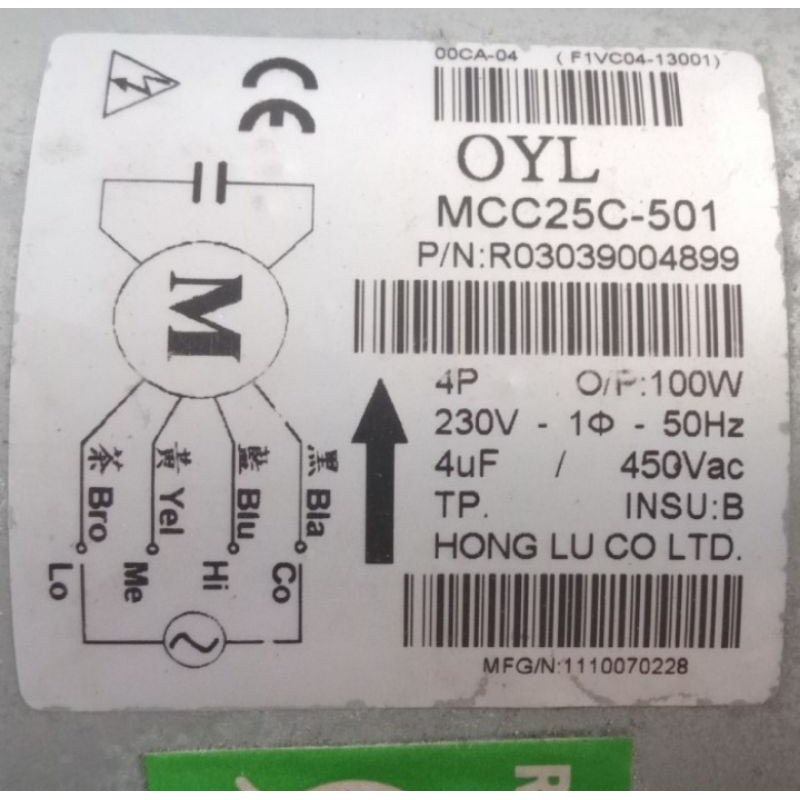 00CA-04 (F1VC04-13001)
CE
OYL
MCC25C-501
P/N:R03039004899
4P O/P:100W
230V - 1Φ - 50Hz
4uF / 450Vac
TP. INSU:B
HONG LU CO LTD.
MFG/N:1110070228
M
黑 Bla Co
藍 Blu Hi
黃 Yel Me
茶 Bro Lo
R